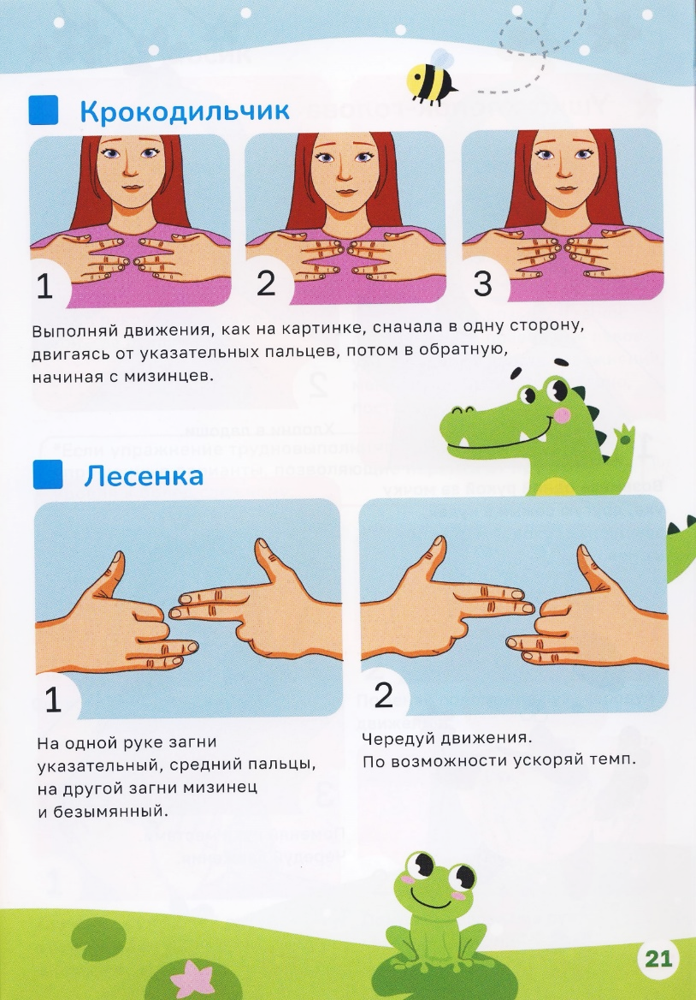 Крокодильчик
1
2
3
Выполняй движения, как на картинке, сначала в одну сторону,
двигаясь от указательных пальцев, потом в обратную,
начиная с мизинцев.
Лесенка
1
2
На одной руке загни
указательный, средний пальцы,
на другой загни мизинец
и безымянный.
Чередуй движения.
По возможности ускоряй темп.
21